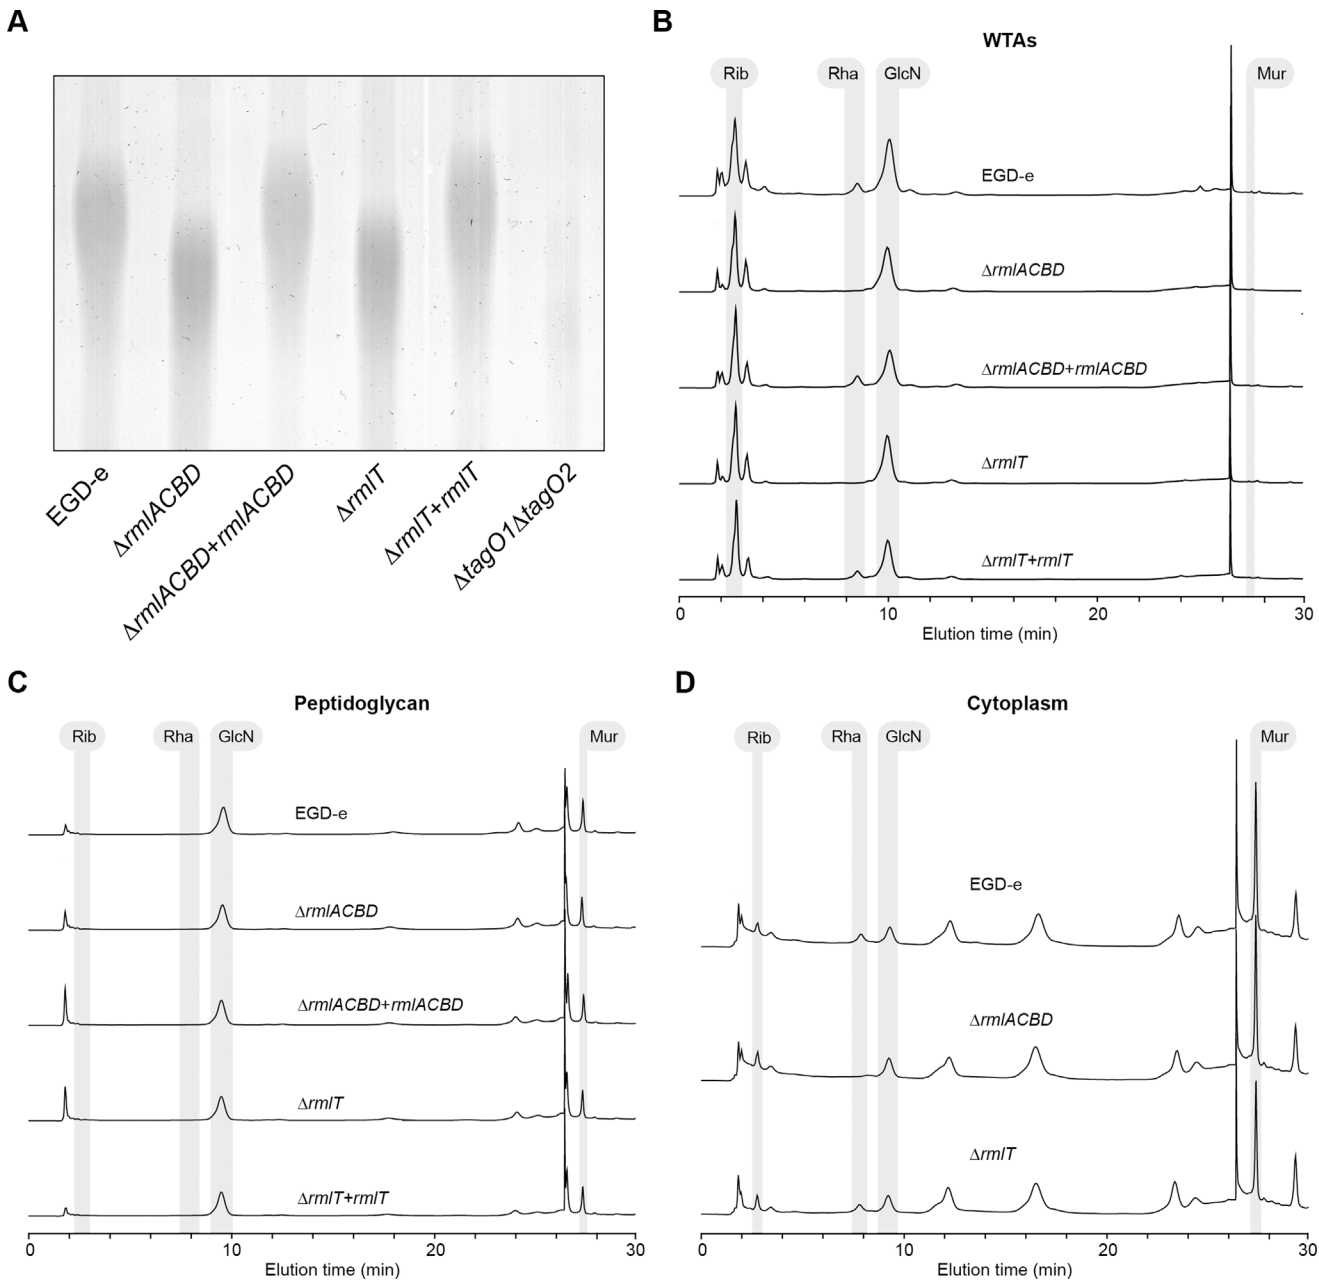 A
EGD-e
ΔrmlACBD
ΔrmlACBD+rmlACBD
ΔrmlT
ΔrmlT+rmlT
ΔtagO1ΔtagO2
B
WTAs
Rib Rha GlcN Mur
EGD-e
ΔrmlACBD
ΔrmlACBD+rmlACBD
ΔrmlT
ΔrmlT+rmlT
0 10 20 30
Elution time (min)
C
Peptidoglycan
Rib Rha GlcN Mur
EGD-e
ΔrmlACBD
ΔrmlACBD+rmlACBD
ΔrmlT
ΔrmlT+rmlT
0 10 20 30
Elution time (min)
D
Cytoplasm
Rib Rha GlcN Mur
EGD-e
ΔrmlACBD
ΔrmlT
0 10 20 30
Elution time (min)